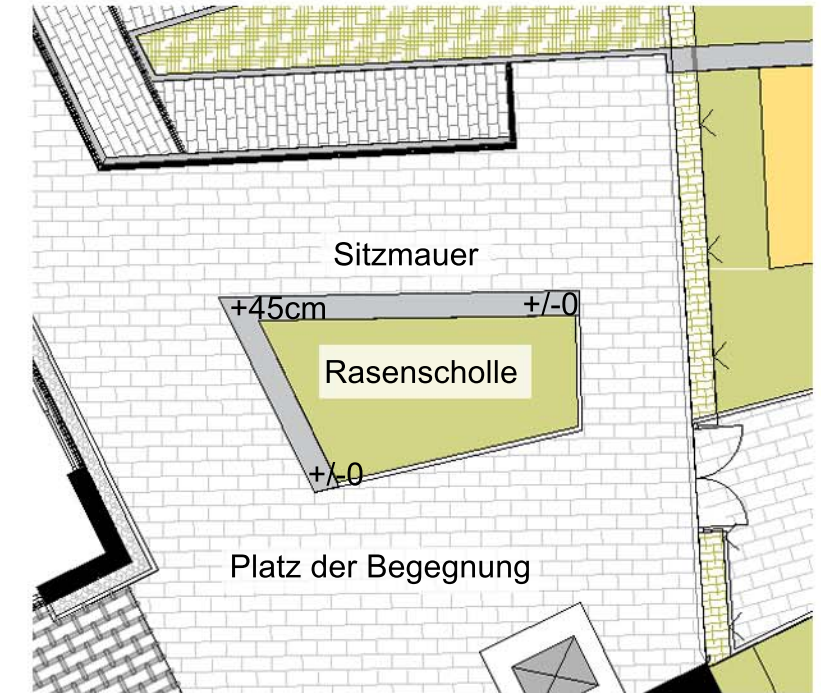 Sitzmauer
+45cm
+/-0
Rasenscholle
+/-0
Platz der Begegnung